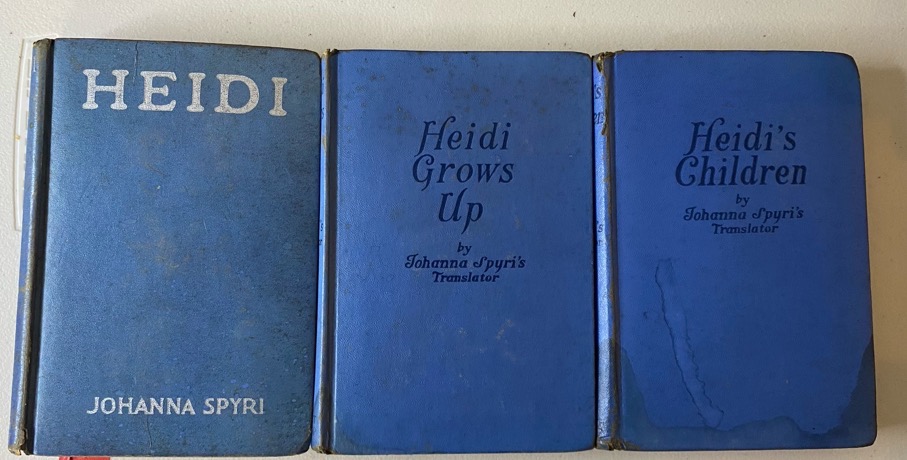 HEIDI
JOHANNA SPYRI
Heidi
Grows
Up
by
Johanna Spyri's
Translator
Heidi's
Children
by
Johanna Spyri's
Translator